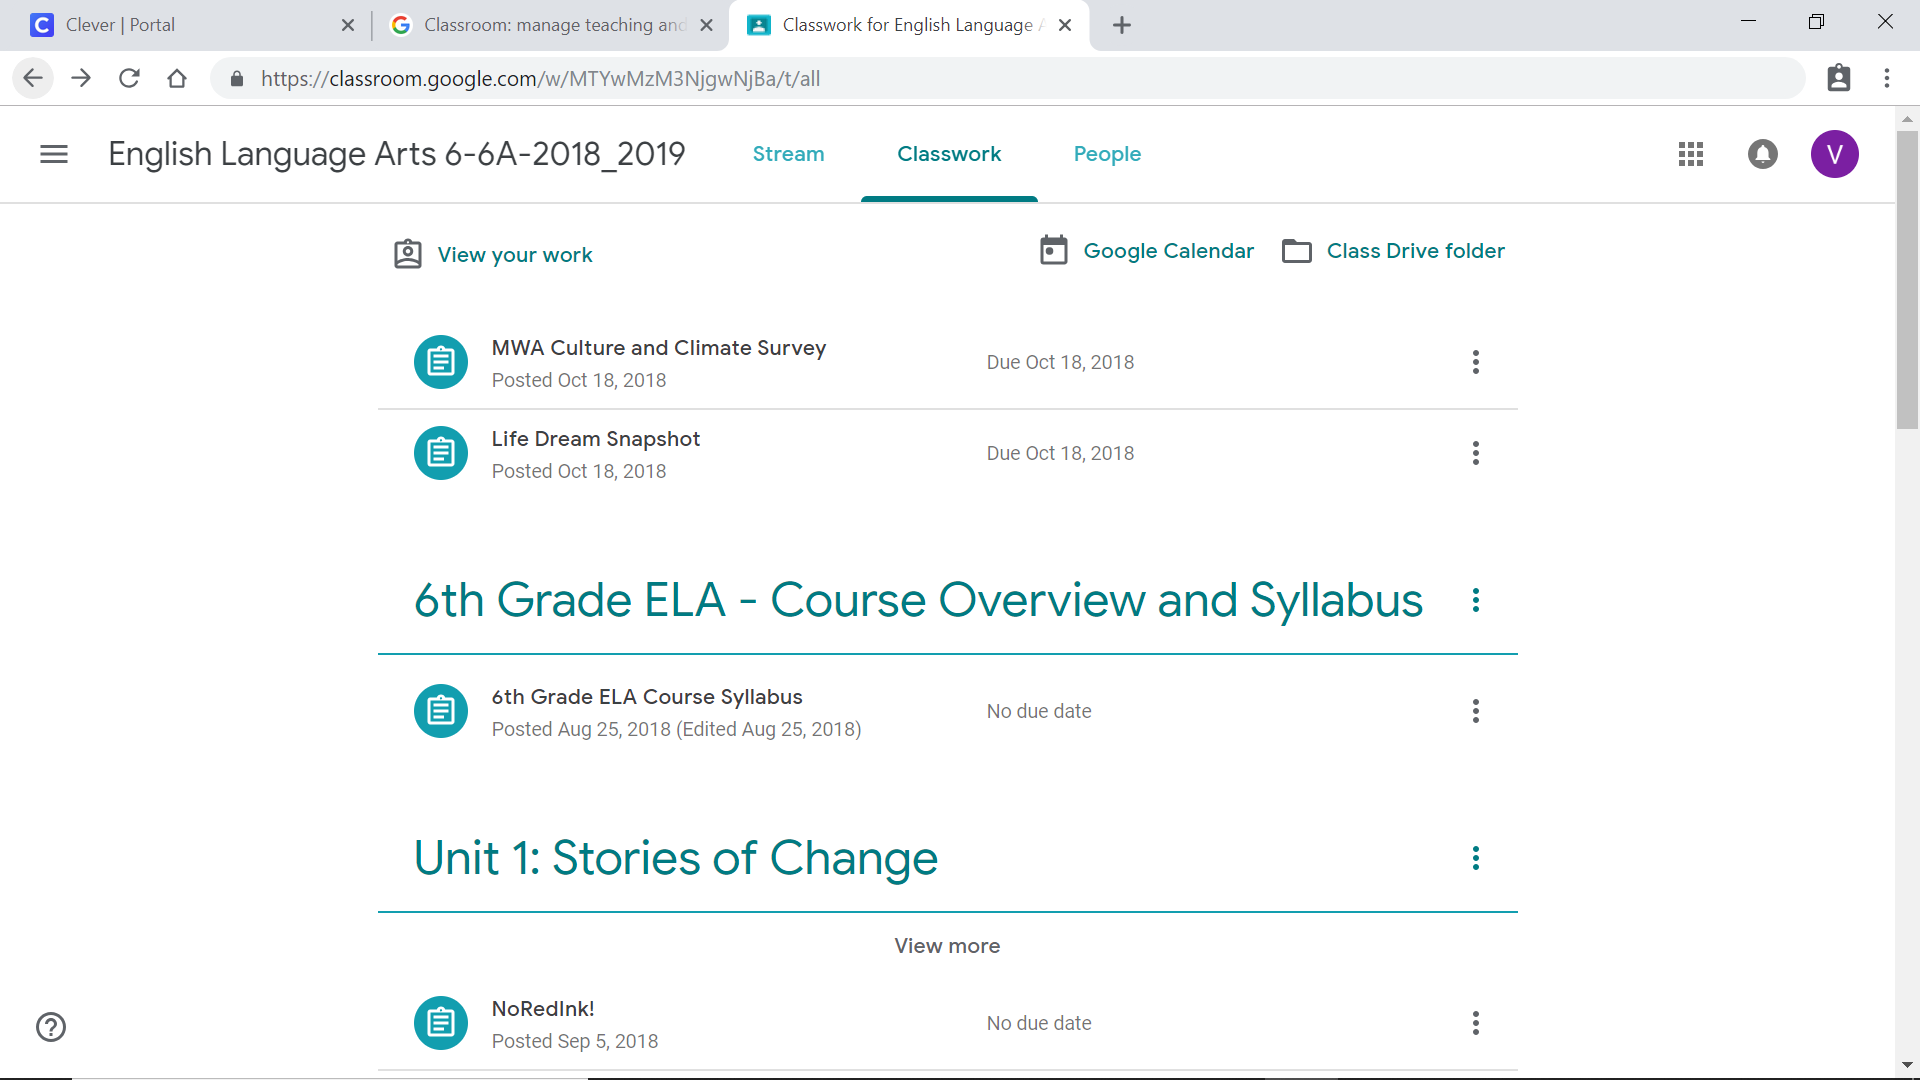 Clever | Portal
Classroom: manage teaching and
Classwork for English Language A
https://classroom.google.com/w/MTYwMzM3NjgwNjBa/t/all
English Language Arts 6-6A-2018_2019
Stream
Classwork
People
V
View your work
Google Calendar
Class Drive folder
MWA Culture and Climate Survey
Posted Oct 18, 2018
Due Oct 18, 2018
Life Dream Snapshot
Posted Oct 18, 2018
Due Oct 18, 2018
6th Grade ELA - Course Overview and Syllabus
6th Grade ELA Course Syllabus
Posted Aug 25, 2018 (Edited Aug 25, 2018)
No due date
Unit 1: Stories of Change
View more
NoRedInk!
Posted Sep 5, 2018
No due date